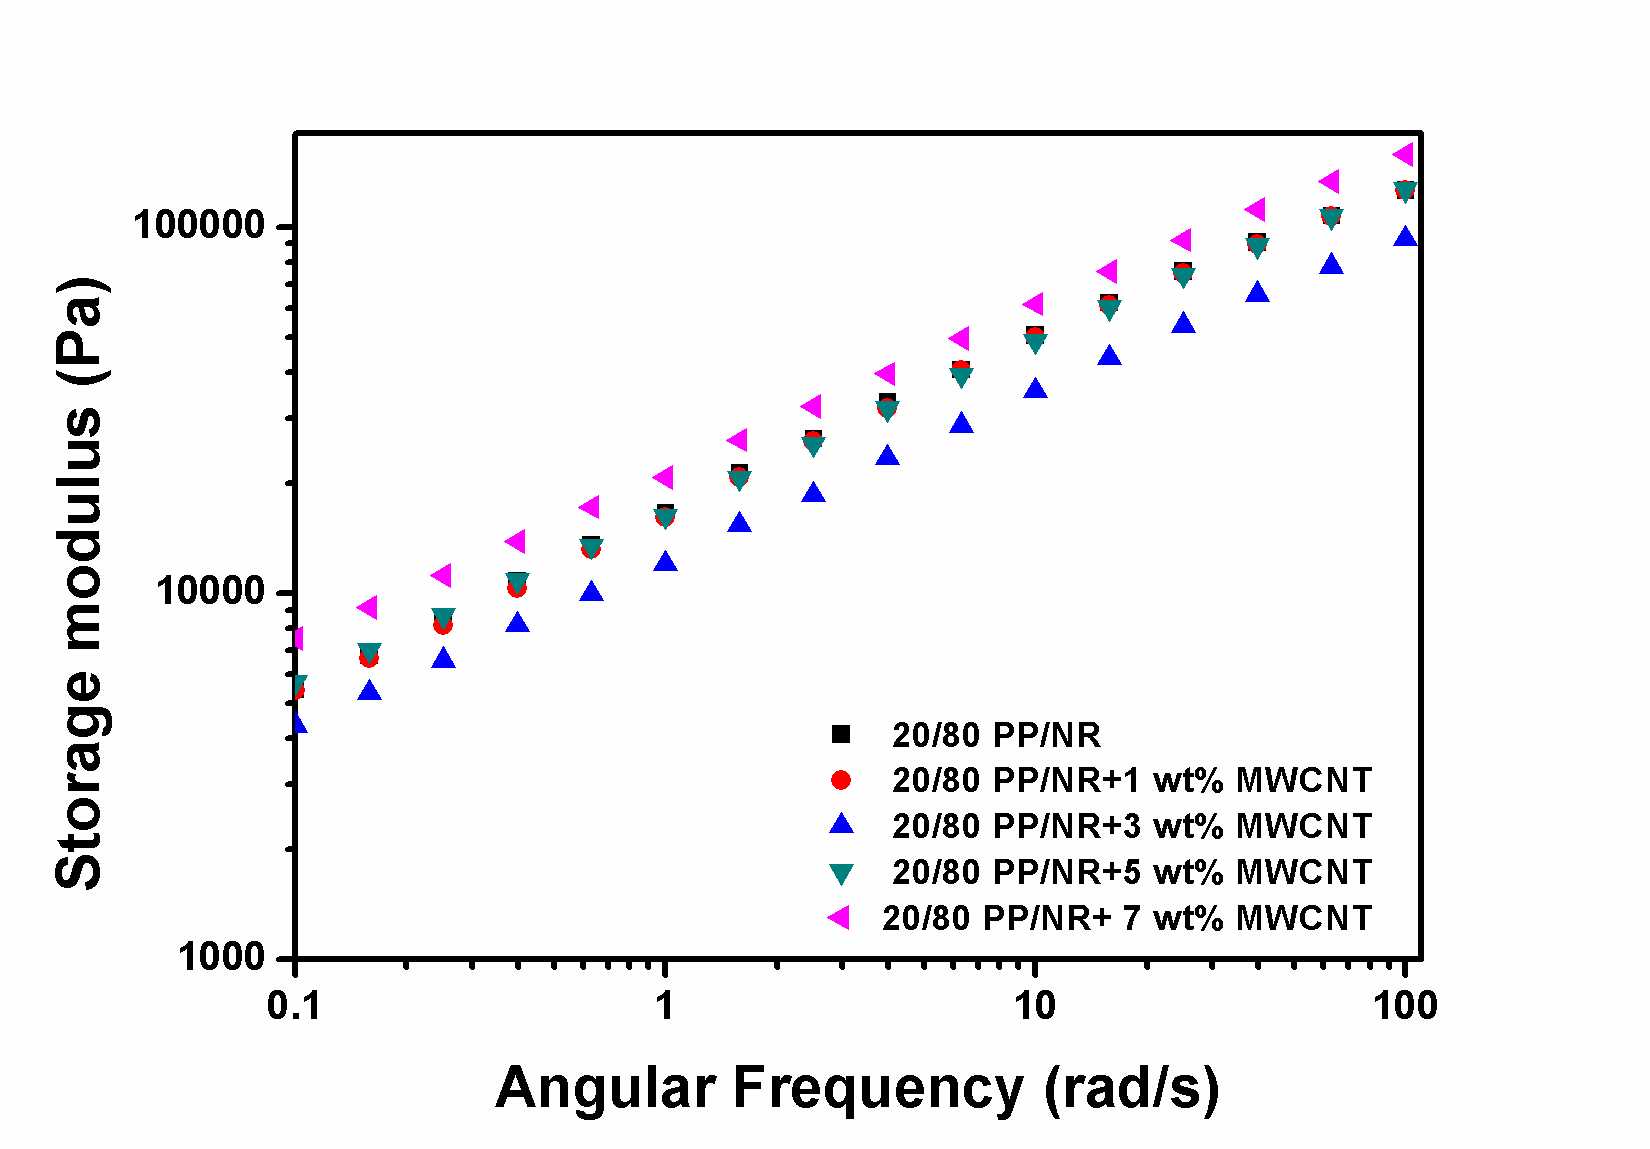 Storage modulus (Pa)
100000
10000
1000
20/80 PP/NR
20/80 PP/NR+1 wt% MWCNT
20/80 PP/NR+3 wt% MWCNT
20/80 PP/NR+5 wt% MWCNT
20/80 PP/NR+ 7 wt% MWCNT
0.1 1 10 100
Angular Frequency (rad/s)